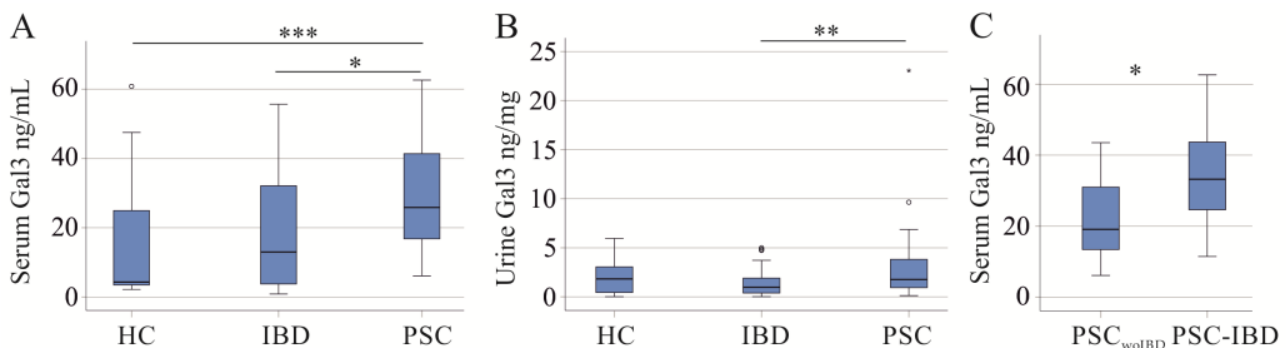 A
Serum Gal3 ng/mL
60
40
20
0
***
*
HC IBD PSC
B
Urine Gal3 ng/mg
25
20
15
10
5
0
**
*
HC IBD PSC
C
Serum Gal3 ng/mL
60
40
20
0
*
PSCwoIBD PSC-IBD